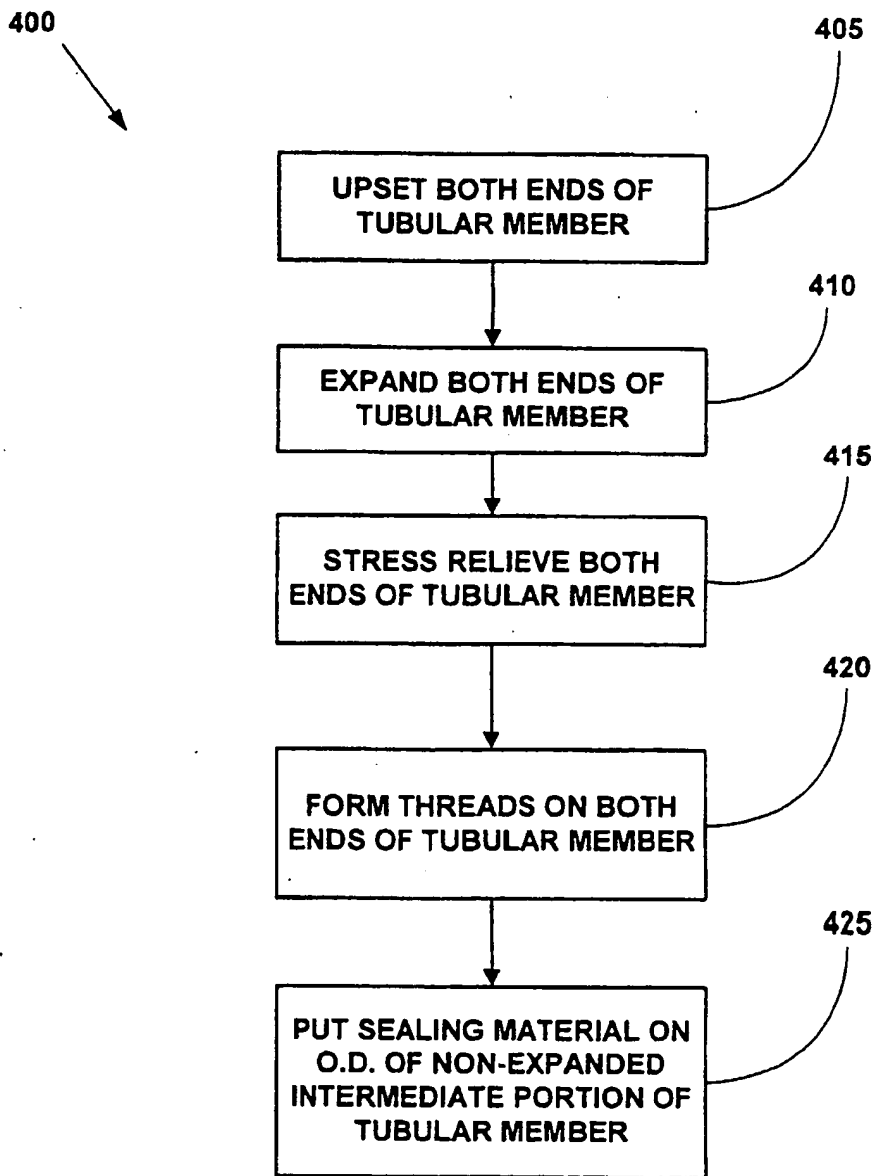 400
405
UPSET BOTH ENDS OF
TUBULAR MEMBER
410
EXPAND BOTH ENDS OF
TUBULAR MEMBER
415
STRESS RELIEVE BOTH
ENDS OF TUBULAR MEMBER
420
FORM THREADS ON BOTH
ENDS OF TUBULAR MEMBER
425
PUT SEALING MATERIAL ON
O.D. OF NON-EXPANDED
INTERMEDIATE PORTION OF
TUBULAR MEMBER